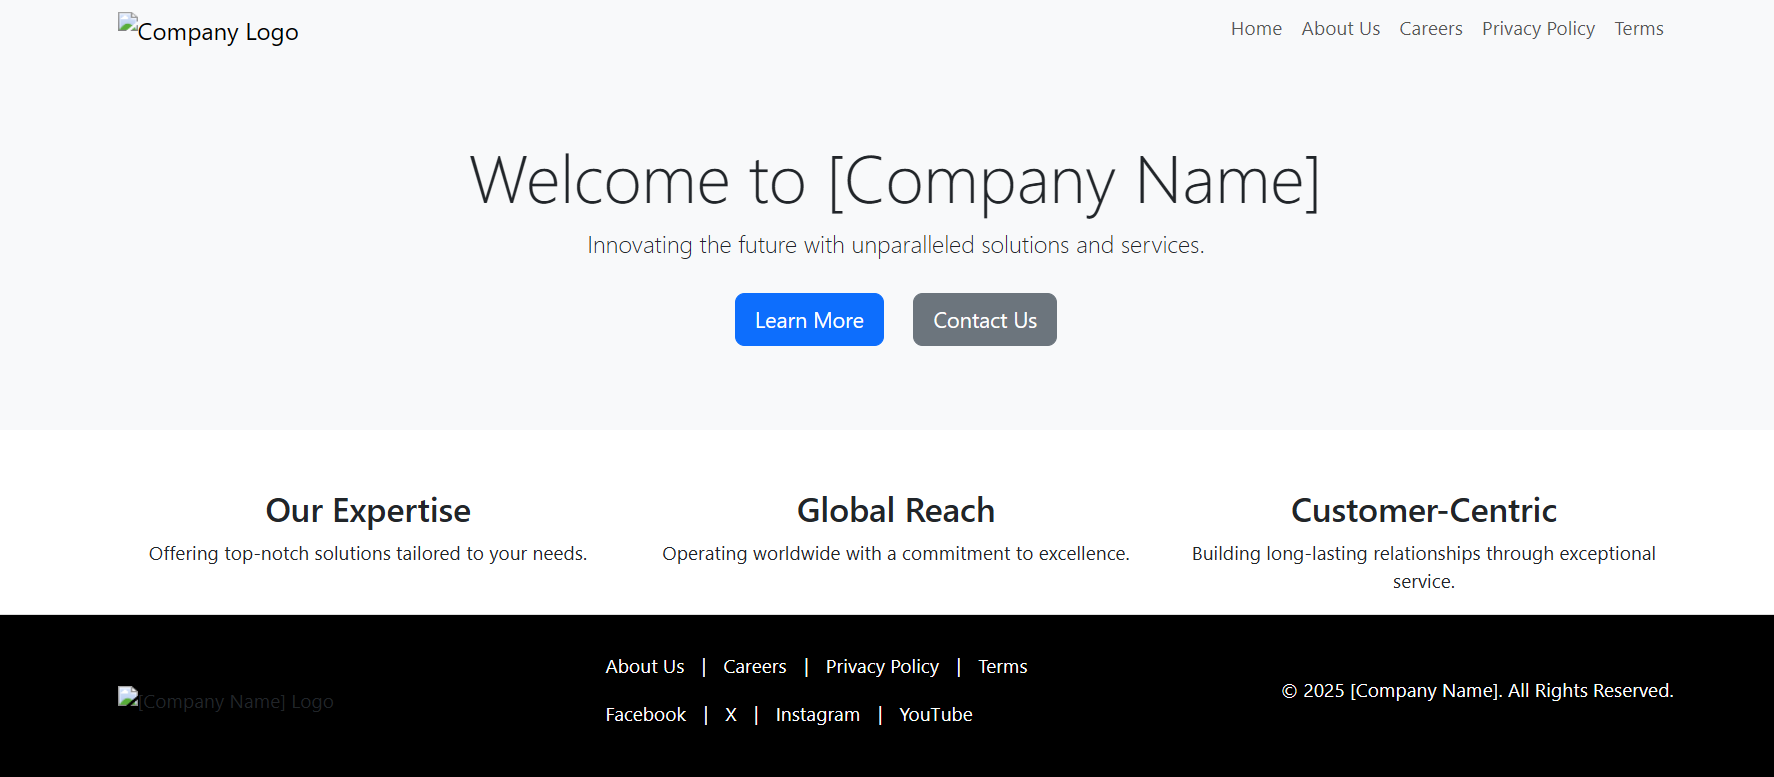 Company Logo
Home About Us Careers Privacy Policy Terms
Welcome to [Company Name]
Innovating the future with unparalleled solutions and services.
Learn More Contact Us
Our Expertise
Offering top-notch solutions tailored to your needs.
Global Reach
Operating worldwide with a commitment to excellence.
Customer-Centric
Building long-lasting relationships through exceptional
service.
[Company Name] Logo
About Us | Careers | Privacy Policy | Terms
Facebook | X | Instagram | YouTube
© 2025 [Company Name]. All Rights Reserved.